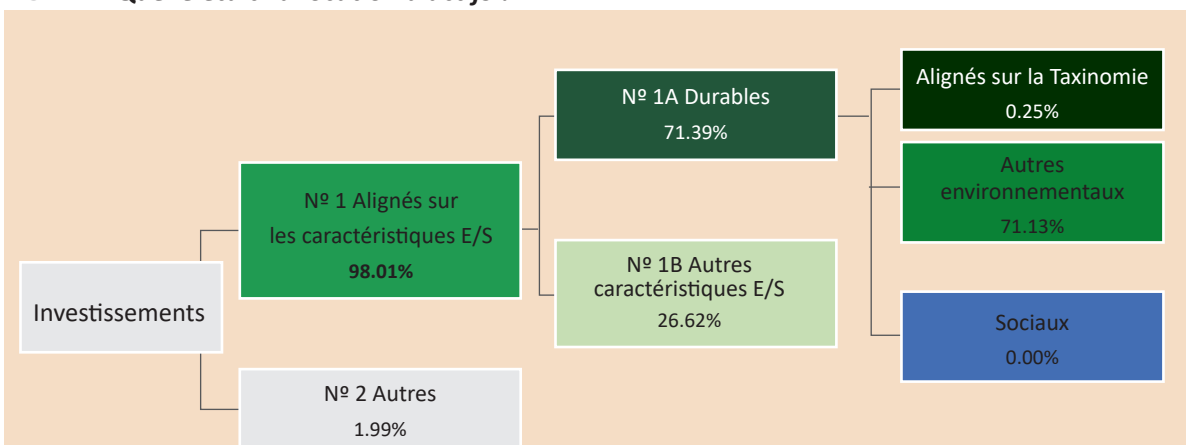 Investissements
Nº 1 Alignés sur
les caractéristiques E/S
98.01%
Nº 2 Autres
1.99%
Nº 1A Durables
71.39%
Nº 1B Autres
caractéristiques E/S
26.62%
Alignés sur la Taxinomie
0.25%
Autres
environnementaux
71.13%
Sociaux
0.00%